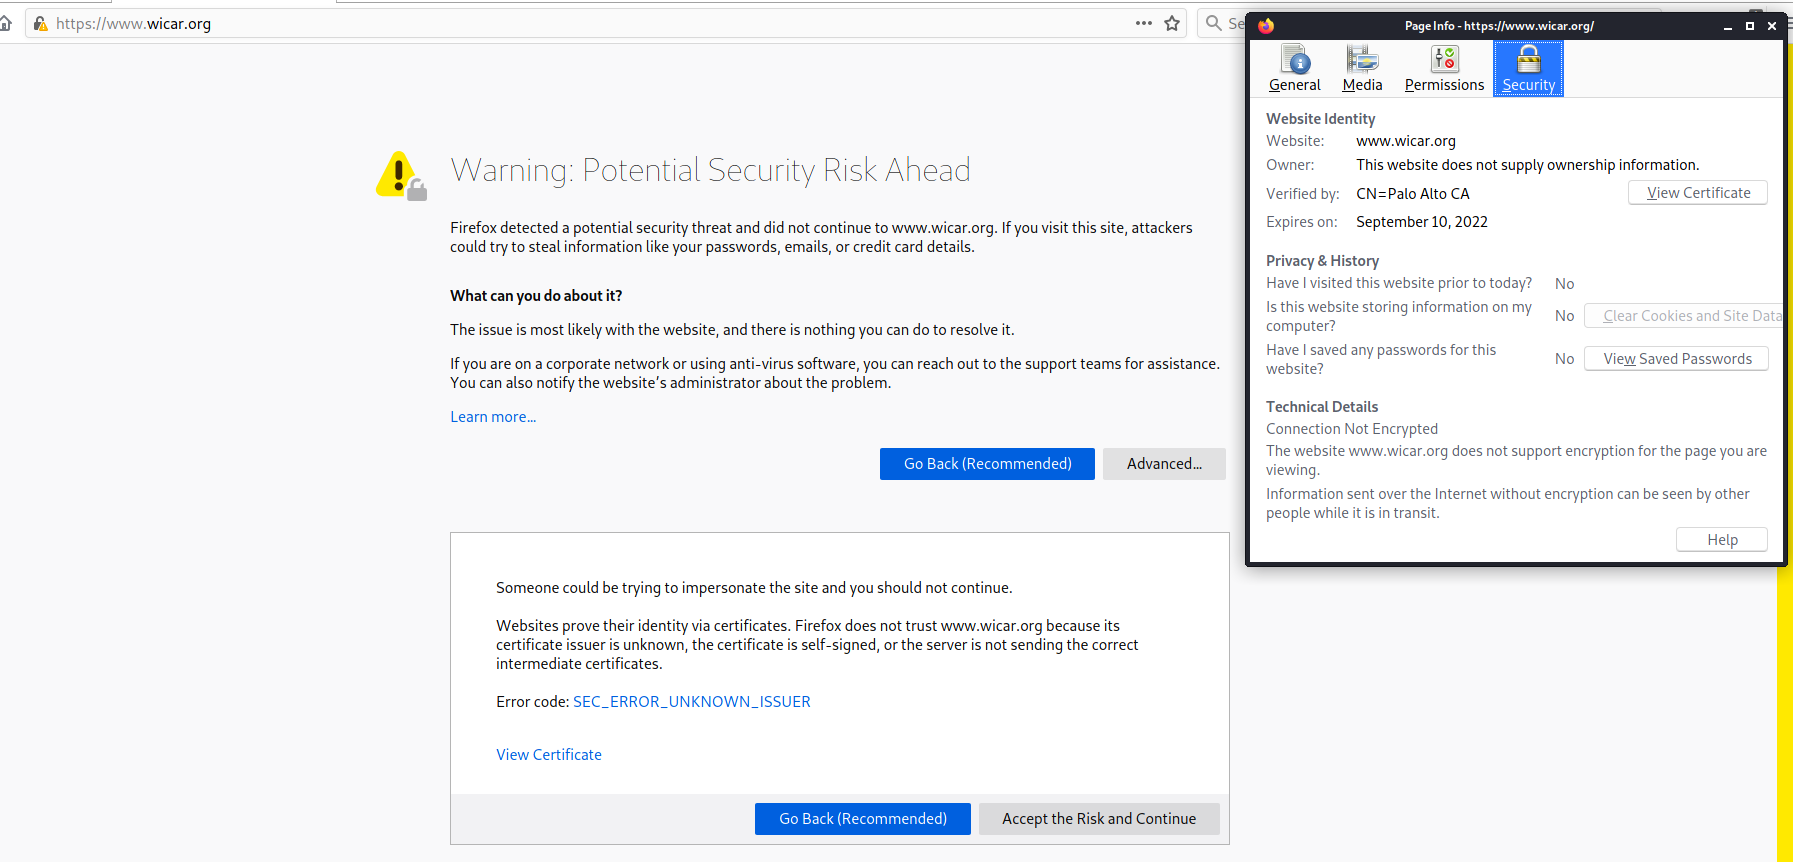 https://www.wicar.org
Se
Page Info - https://www.wicar.org/
General
Media
Permissions
Security
Website Identity
Website: www.wicar.org
Owner: This website does not supply ownership information.
Verified by: CN=Palo Alto CA
View Certificate
Expires on: September 10, 2022
Privacy & History
Have I visited this website prior to today? No
Is this website storing information on my
computer?
No
Clear Cookies and Site Data
Have I saved any passwords for this
website?
No
View Saved Passwords
Technical Details
Connection Not Encrypted
The website www.wicar.org does not support encryption for the page you are
viewing.
Information sent over the Internet without encryption can be seen by other
people while it is in transit.
Help
Warning: Potential Security Risk Ahead
Firefox detected a potential security threat and did not continue to www.wicar.org. If you visit this site, attackers
could try to steal information like your passwords, emails, or credit card details.
What can you do about it?
The issue is most likely with the website, and there is nothing you can do to resolve it.
If you are on a corporate network or using anti-virus software, you can reach out to the support teams for assistance.
You can also notify the website’s administrator about the problem.
Learn more…
Go Back (Recommended)
Advanced…
Someone could be trying to impersonate the site and you should not continue.
Websites prove their identity via certificates. Firefox does not trust www.wicar.org because its
certificate issuer is unknown, the certificate is self-signed, or the server is not sending the correct
intermediate certificates.
Error code: SEC_ERROR_UNKNOWN_ISSUER
View Certificate
Go Back (Recommended)
Accept the Risk and Continue